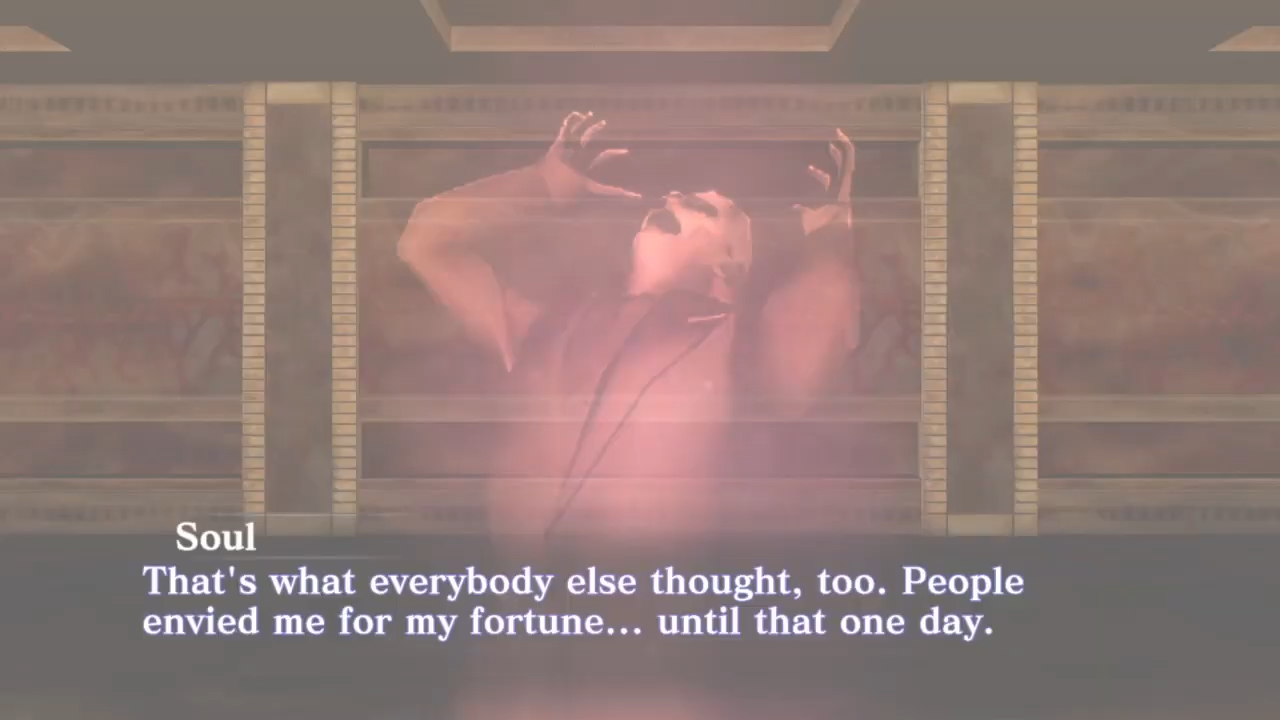 Soul
That's what everybody else thought, too. People
envied me for my fortune... until that one day.